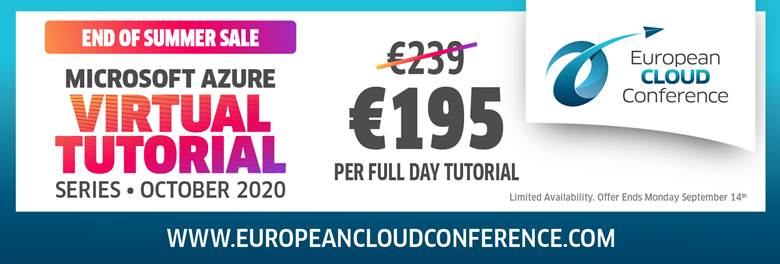 END OF SUMMER SALE
MICROSOFT AZURE
VIRTUAL
TUTORIAL
SERIES • OCTOBER 2020
€239
€195
PER FULL DAY TUTORIAL
European
CLOUD
Conference
Limited Availability. Offer Ends Monday September 14th
WWW.EUROPEANCLOUDCONFERENCE.COM